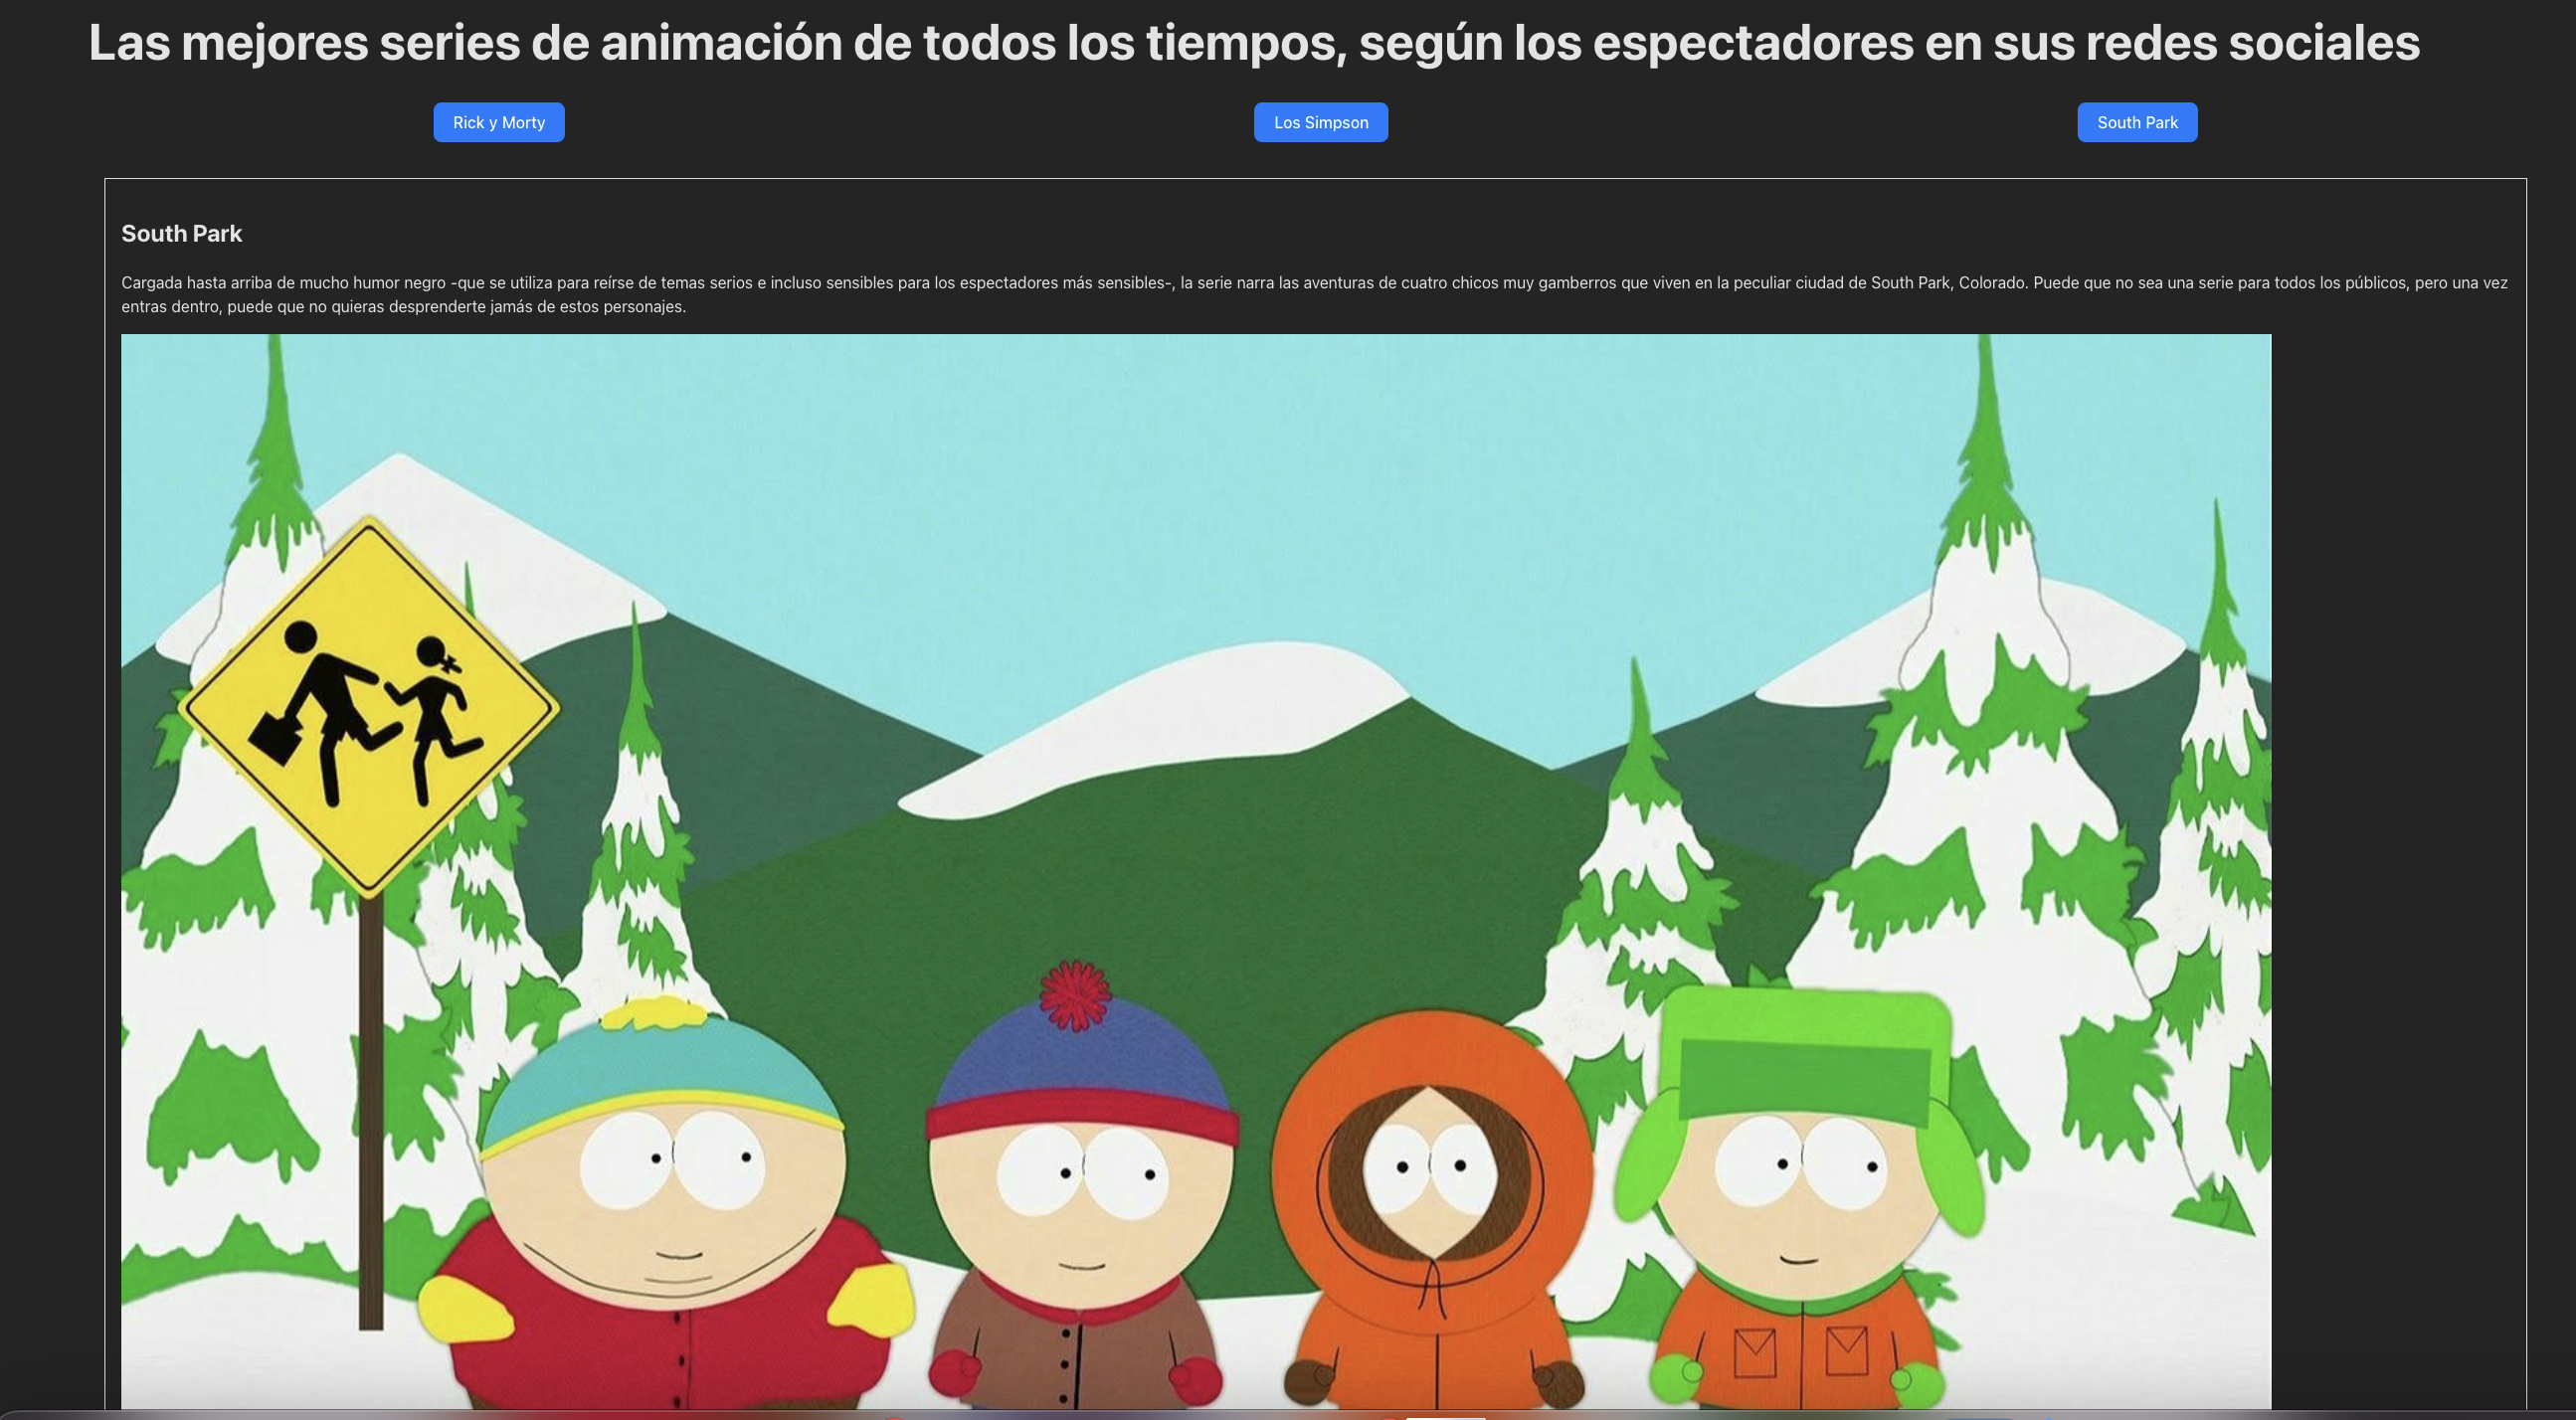 Las mejores series de animación de todos los tiempos, según los espectadores en sus redes sociales
Rick y Morty
Los Simpson
South Park
South Park
Cargada hasta arriba de mucho humor negro -que se utiliza para reírse de temas serios e incluso sensibles para los espectadores más sensibles-, la serie narra las aventuras de cuatro chicos muy gamberros que viven en la peculiar ciudad de South Park, Colorado. Puede que no sea una serie para todos los públicos, pero una vez
entras dentro, puede que no quieras desprenderte jamás de estos personajes.